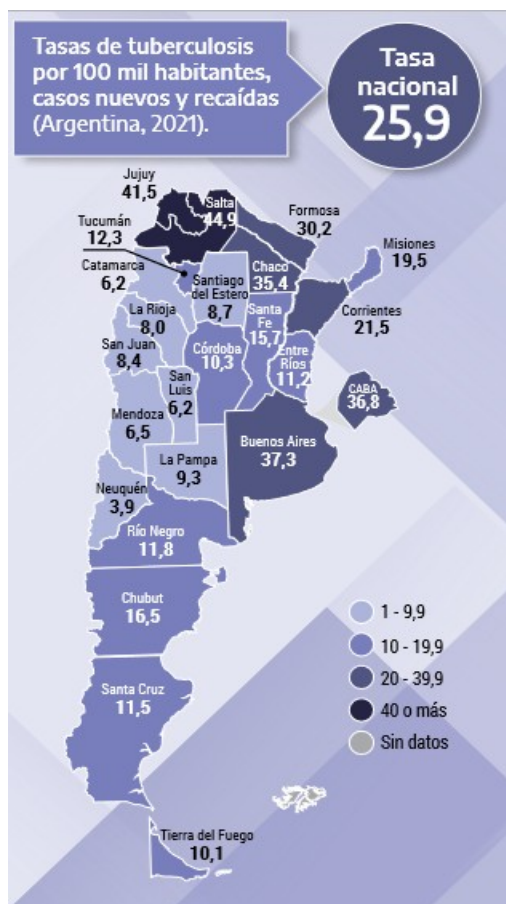 Tasas de tuberculosis
por 100 mil habitantes,
casos nuevos y recaídas
(Argentina, 2021).
Tasa
nacional
25,9
Jujuy
41,5
Salta
44,9
Formosa
30,2
Tucumán
12,3
Misiones
19,5
Catamarca
6,2
Santiago
del Estero
8,7
Chaco
35,4
La Rioja
8,0
Santa
Fe
15,7
Corrientes
21,5
San Juan
8,4
Córdoba
10,3
Entre
Ríos
11,2
San
Luis
6,2
CABA
36,8
Mendoza
6,5
Buenos Aires
37,3
La Pampa
9,3
Neuquén
3,9
Río Negro
11,8
Chubut
16,5
Santa Cruz
11,5
Tierra del Fuego
10,1
1 - 9,9
10 - 19,9
20 - 39,9
40 o más
Sin datos